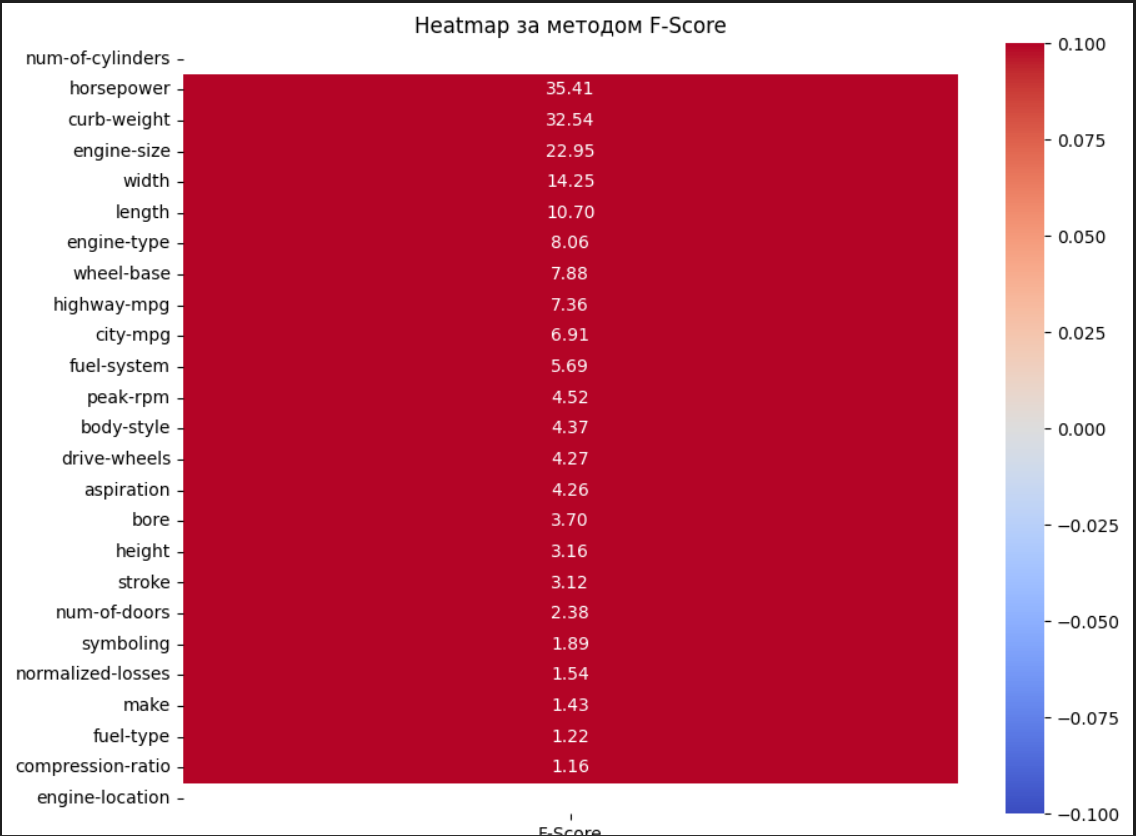 Heatmap за методом F-Score
num-of-cylinders
horsepower 35.41
curb-weight 32.54
engine-size 22.95
width 14.25
length 10.70
engine-type 8.06
wheel-base 7.88
highway-mpg 7.36
city-mpg 6.91
fuel-system 5.69
peak-rpm 4.52
body-style 4.37
drive-wheels 4.27
aspiration 4.26
bore 3.70
height 3.16
stroke 3.12
num-of-doors 2.38
symboling 1.89
normalized-losses 1.54
make 1.43
fuel-type 1.22
compression-ratio 1.16
engine-location
F-Score
0.100
0.075
0.050
0.025
0.000
−0.025
−0.050
−0.075
−0.100